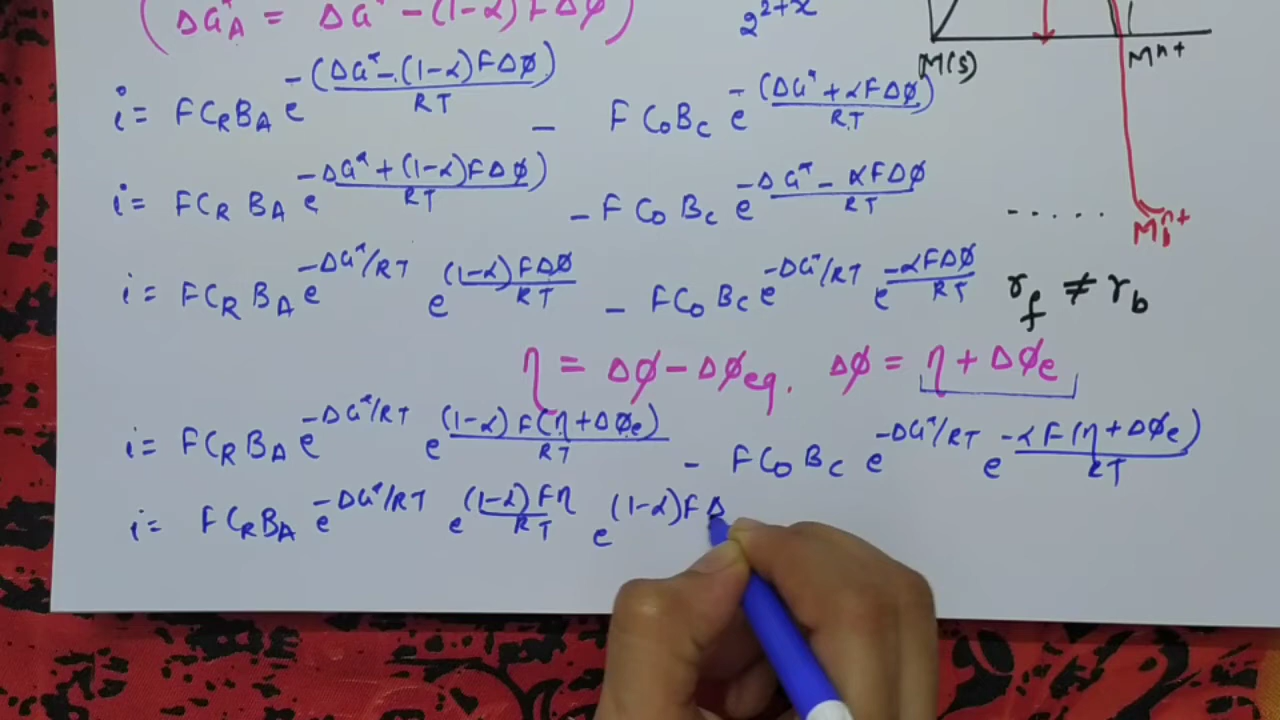 (ΔG*A = ΔG* - (1-α)FΔφ)
2^(2+x)
M(s) M^n+
i = FC_R B_A e^(-(ΔG* - (1-α)FΔφ)/RT) - FC_O B_C e^(-(ΔG* + αFΔφ)/RT)
i = FC_R B_A e^((-ΔG* + (1-α)FΔφ)/RT) - FC_O B_C e^((-ΔG* - αFΔφ)/RT) .....
i = FC_R B_A e^(-ΔG*/RT) e^((1-α)FΔφ/RT) - FC_O B_C e^(-ΔG*/RT) e^(-αFΔφ/RT) r_f ≠ r_b
η = Δφ - Δφ_eq. Δφ = η + Δφ_e
i = FC_R B_A e^(-ΔG*/RT) e^((1-α)F(η+Δφ_e)/RT) - FC_O B_C e^(-ΔG*/RT) e^(-αF(η+Δφ_e)/RT)
i = FC_R B_A e^(-ΔG*/RT) e^((1-α)Fη/RT) e^((1-α)FΔ